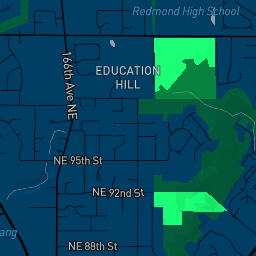 Redmond High School
166th Ave NE
EDUCATION
HILL
NE 95th St
NE 92nd St
NE 88th St